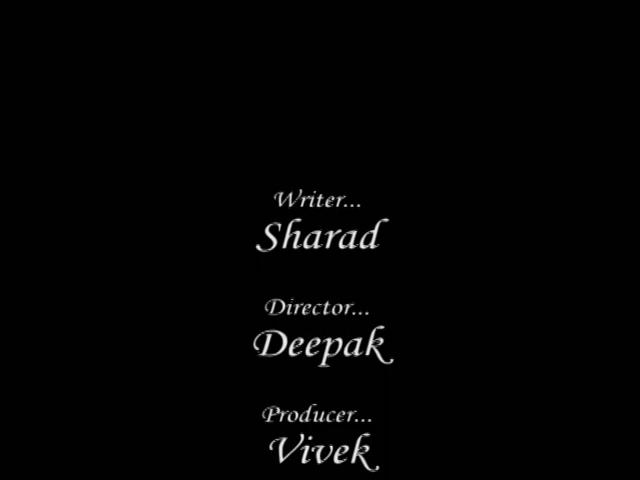 Writer...
Sharad
Director...
Deepak
Producer...
Vivek